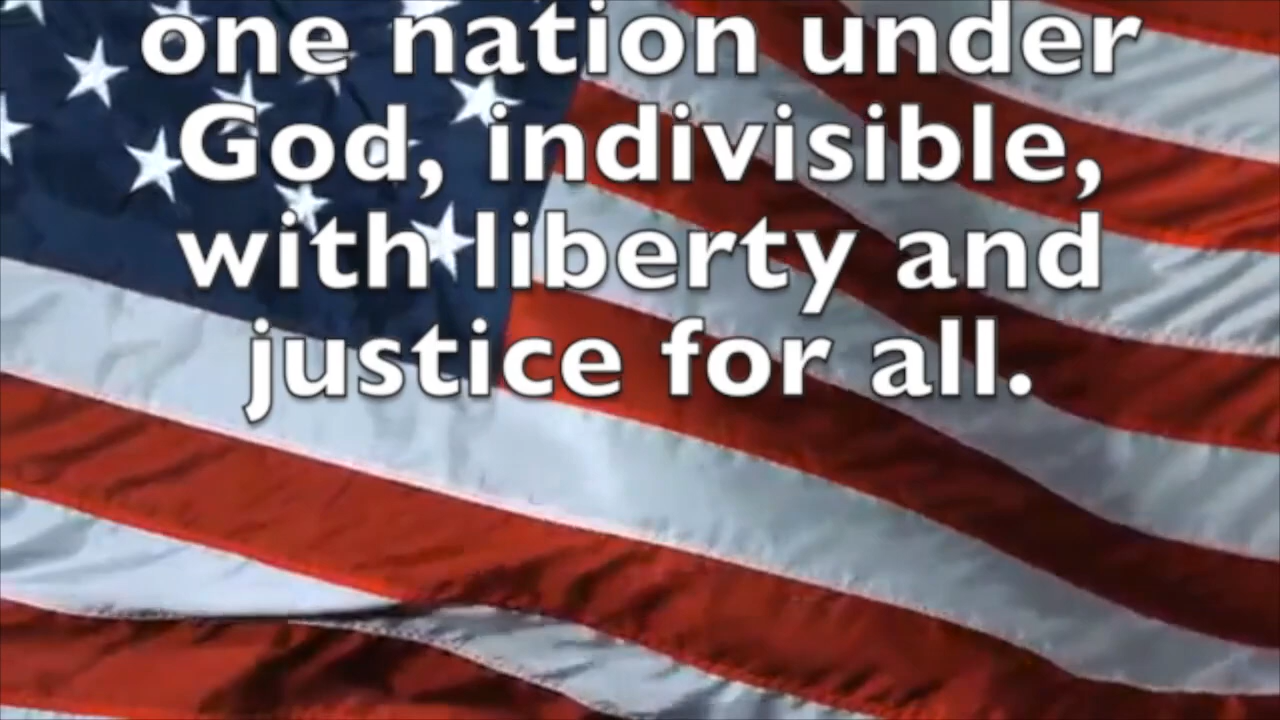 one nation under
God, indivisible,
with liberty and
justice for all.